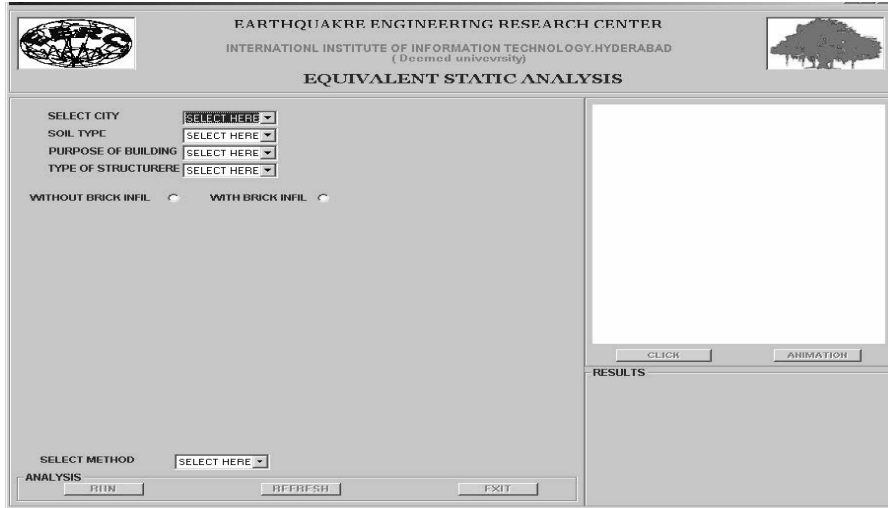 EARTHQUAKRE ENGINEERING RESEARCH CENTER
INTERNATIONL INSTITUTE OF INFORMATION TECHNOLOGY.HYDERABAD
( Deemed univevrsity)
EQUIVALENT STATIC ANALYSIS
EERC
SELECT CITY SELECT HERE
SOIL TYPE SELECT HERE
PURPOSE OF BUILDING SELECT HERE
TYPE OF STRUCTURERE SELECT HERE
WITHOUT BRICK INFIL WITH BRICK INFIL
CLICK ANIMATION
RESULTS
SELECT METHOD SELECT HERE
ANALYSIS
RUN REFRESH EXIT